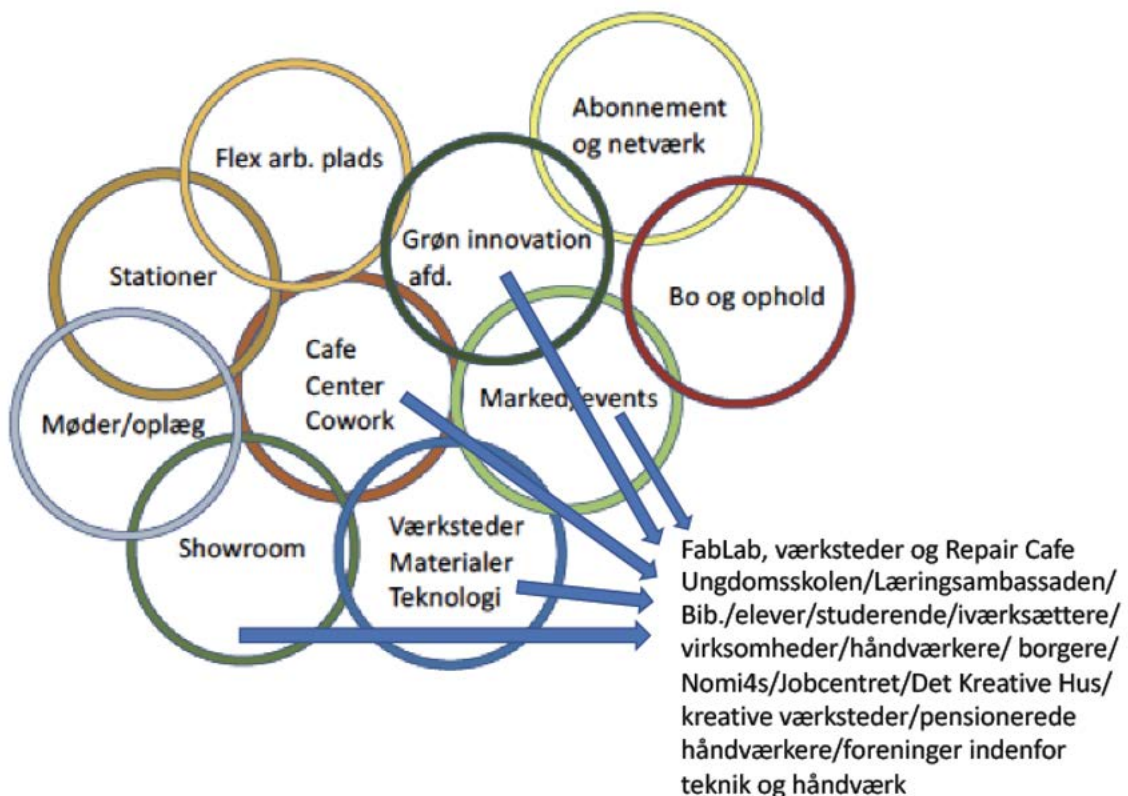 Abonnement
og netværk
Flex arb. plads
Grøn innovation
afd.
Stationer
Bo og ophold
Cafe
Center
Cowork
Marked/events
Møder/oplæg
Showroom
Værksteder
Materialer
Teknologi
FabLab, værksteder og Repair Cafe
Ungdomsskolen/Læringsambassaden/
Bib./elever/studerende/iværksættere/
virksomheder/håndværkere/ borgere/
Nomi4s/Jobcentret/Det Kreative Hus/
kreative værksteder/pensionerede
håndværkere/foreninger indenfor
teknik og håndværk